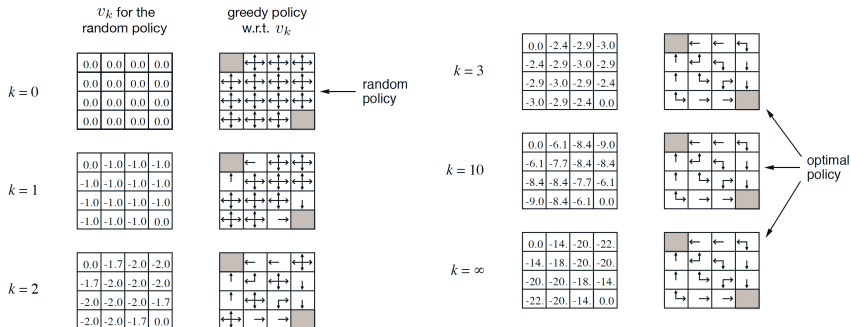 v_k for the
random policy
greedy policy
w.r.t. v_k
k = 0
0.0 0.0 0.0 0.0
0.0 0.0 0.0 0.0
0.0 0.0 0.0 0.0
0.0 0.0 0.0 0.0
random
policy
k = 1
0.0 -1.0 -1.0 -1.0
-1.0 -1.0 -1.0 -1.0
-1.0 -1.0 -1.0 -1.0
-1.0 -1.0 -1.0 0.0
k = 2
0.0 -1.7 -2.0 -2.0
-1.7 -2.0 -2.0 -2.0
-2.0 -2.0 -2.0 -1.7
-2.0 -2.0 -1.7 0.0
k = 3
0.0 -2.4 -2.9 -3.0
-2.4 -2.9 -3.0 -2.9
-2.9 -3.0 -2.9 -2.4
-3.0 -2.9 -2.4 0.0
k = 10
0.0 -6.1 -8.4 -9.0
-6.1 -7.7 -8.4 -8.4
-8.4 -8.4 -7.7 -6.1
-9.0 -8.4 -6.1 0.0
optimal
policy
k = ∞
0.0 -14. -20. -22.
-14. -18. -20. -20.
-20. -20. -18. -14.
-22. -20. -14. 0.0